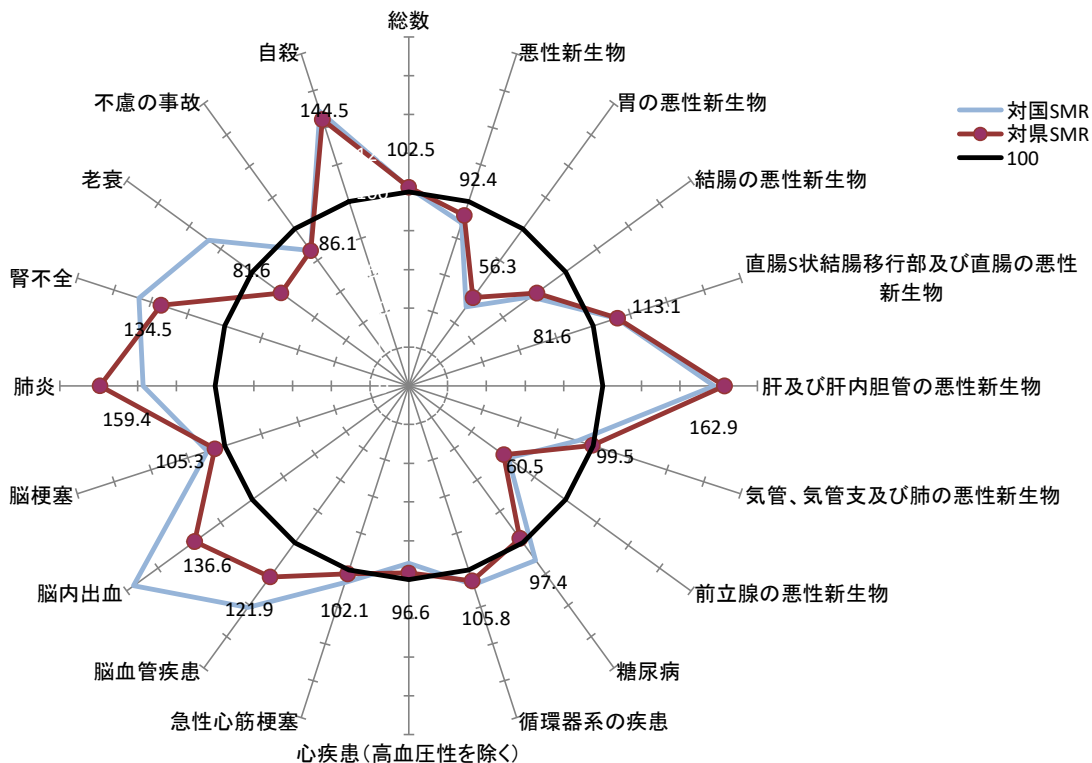 総数
悪性新生物
胃の悪性新生物
結腸の悪性新生物
直腸S状結腸移行部及び直腸の悪性
新生物
肝及び肝内胆管の悪性新生物
気管、気管支及び肺の悪性新生物
前立腺の悪性新生物
糖尿病
循環器系の疾患
心疾患(高血圧性を除く)
急性心筋梗塞
脳血管疾患
脳内出血
脳梗塞
肺炎
腎不全
老衰
不慮の事故
自殺
対国SMR
対県SMR
100
102.5
92.4
56.3
81.6
113.1
162.9
99.5
60.5
97.4
105.8
96.6
102.1
121.9
136.6
105.3
159.4
134.5
81.6
86.1
144.5